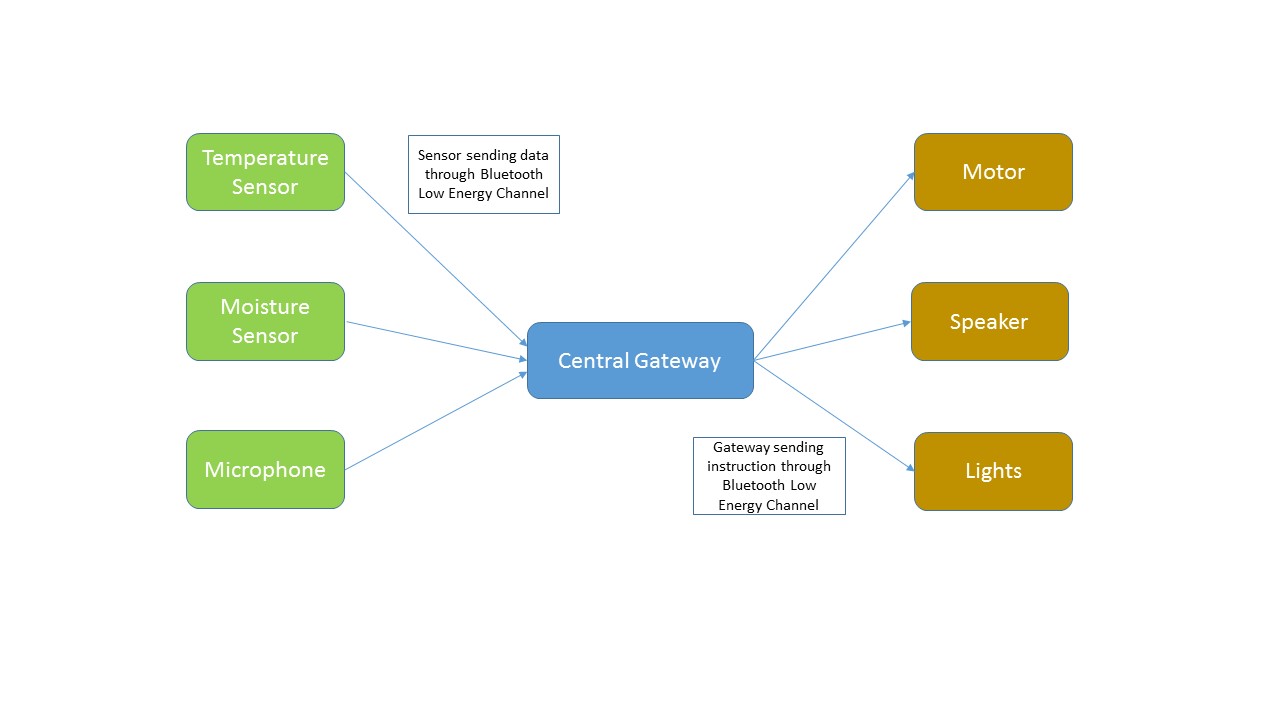 Temperature
Sensor
Sensor sending data
through Bluetooth
Low Energy Channel
Motor
Moisture
Sensor
Speaker
Central Gateway
Microphone
Gateway sending
instruction through
Bluetooth Low
Energy Channel
Lights